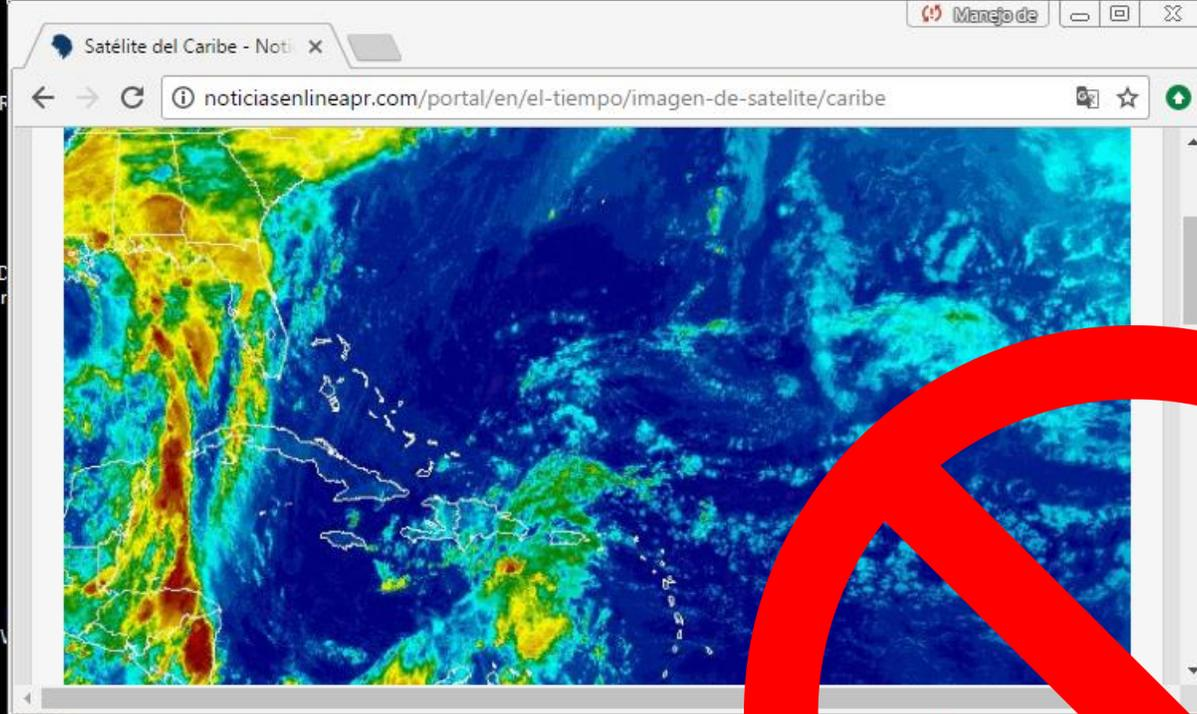 Manejo de
Satélite del Caribe - Noti
noticiasenlineapr.com/portal/en/el-tiempo/imagen-de-satelite/caribe